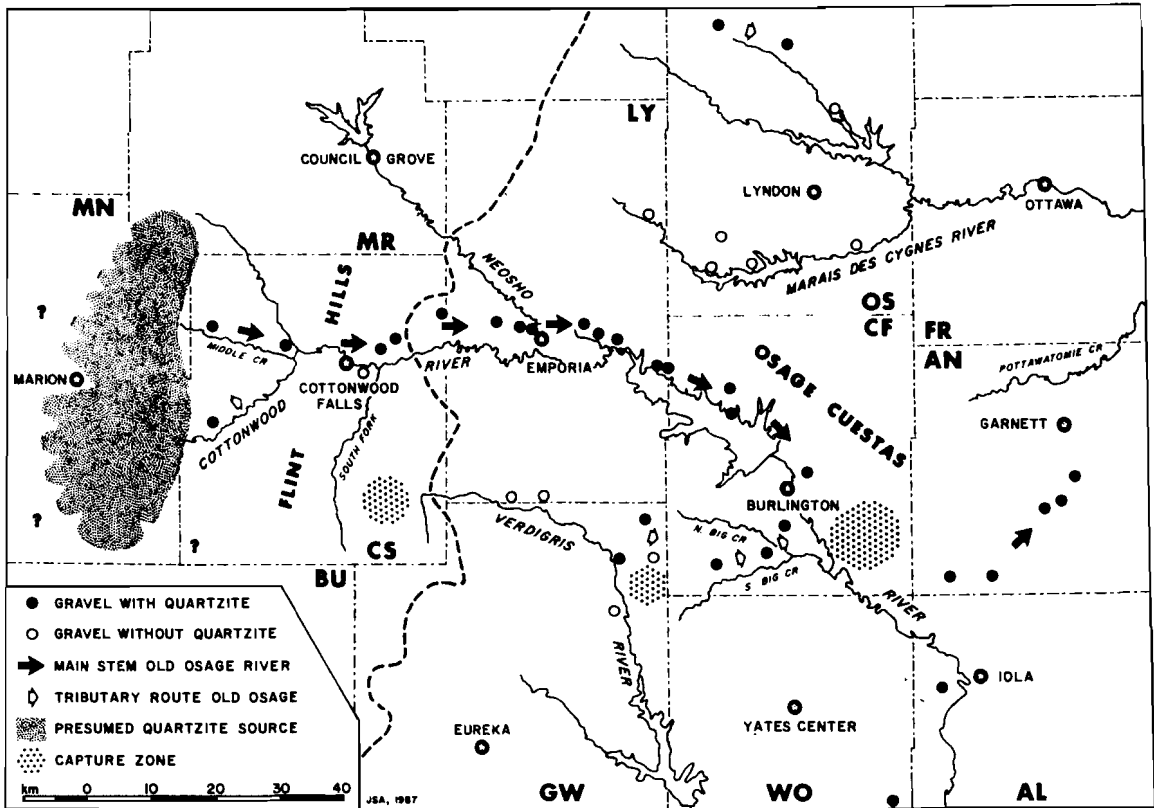 LY
COUNCIL GROVE
LYNDON
OTTAWA
MN
MR
NEOSHO
MARAIS DES CYGNES RIVER
HILLS
OS
CF
FR
AN
?
MIDDLE CR
MARION
COTTONWOOD FALLS
RIVER
EMPORIA
OSAGE CUESTAS
POTTAWATOMIE CR
GARNETT
COTTONWOOD
FLINT
SOUTH FORK
BURLINGTON
VERDIGRIS
N. BIG CR
S BIG CR
?
?
CS
BU
RIVER
RIVER
IOLA
YATES CENTER
EUREKA
GW
WO
AL
GRAVEL WITH QUARTZITE
GRAVEL WITHOUT QUARTZITE
MAIN STEM OLD OSAGE RIVER
TRIBUTARY ROUTE OLD OSAGE
PRESUMED QUARTZITE SOURCE
CAPTURE ZONE
km 0 10 20 30 40
JSA, 1987